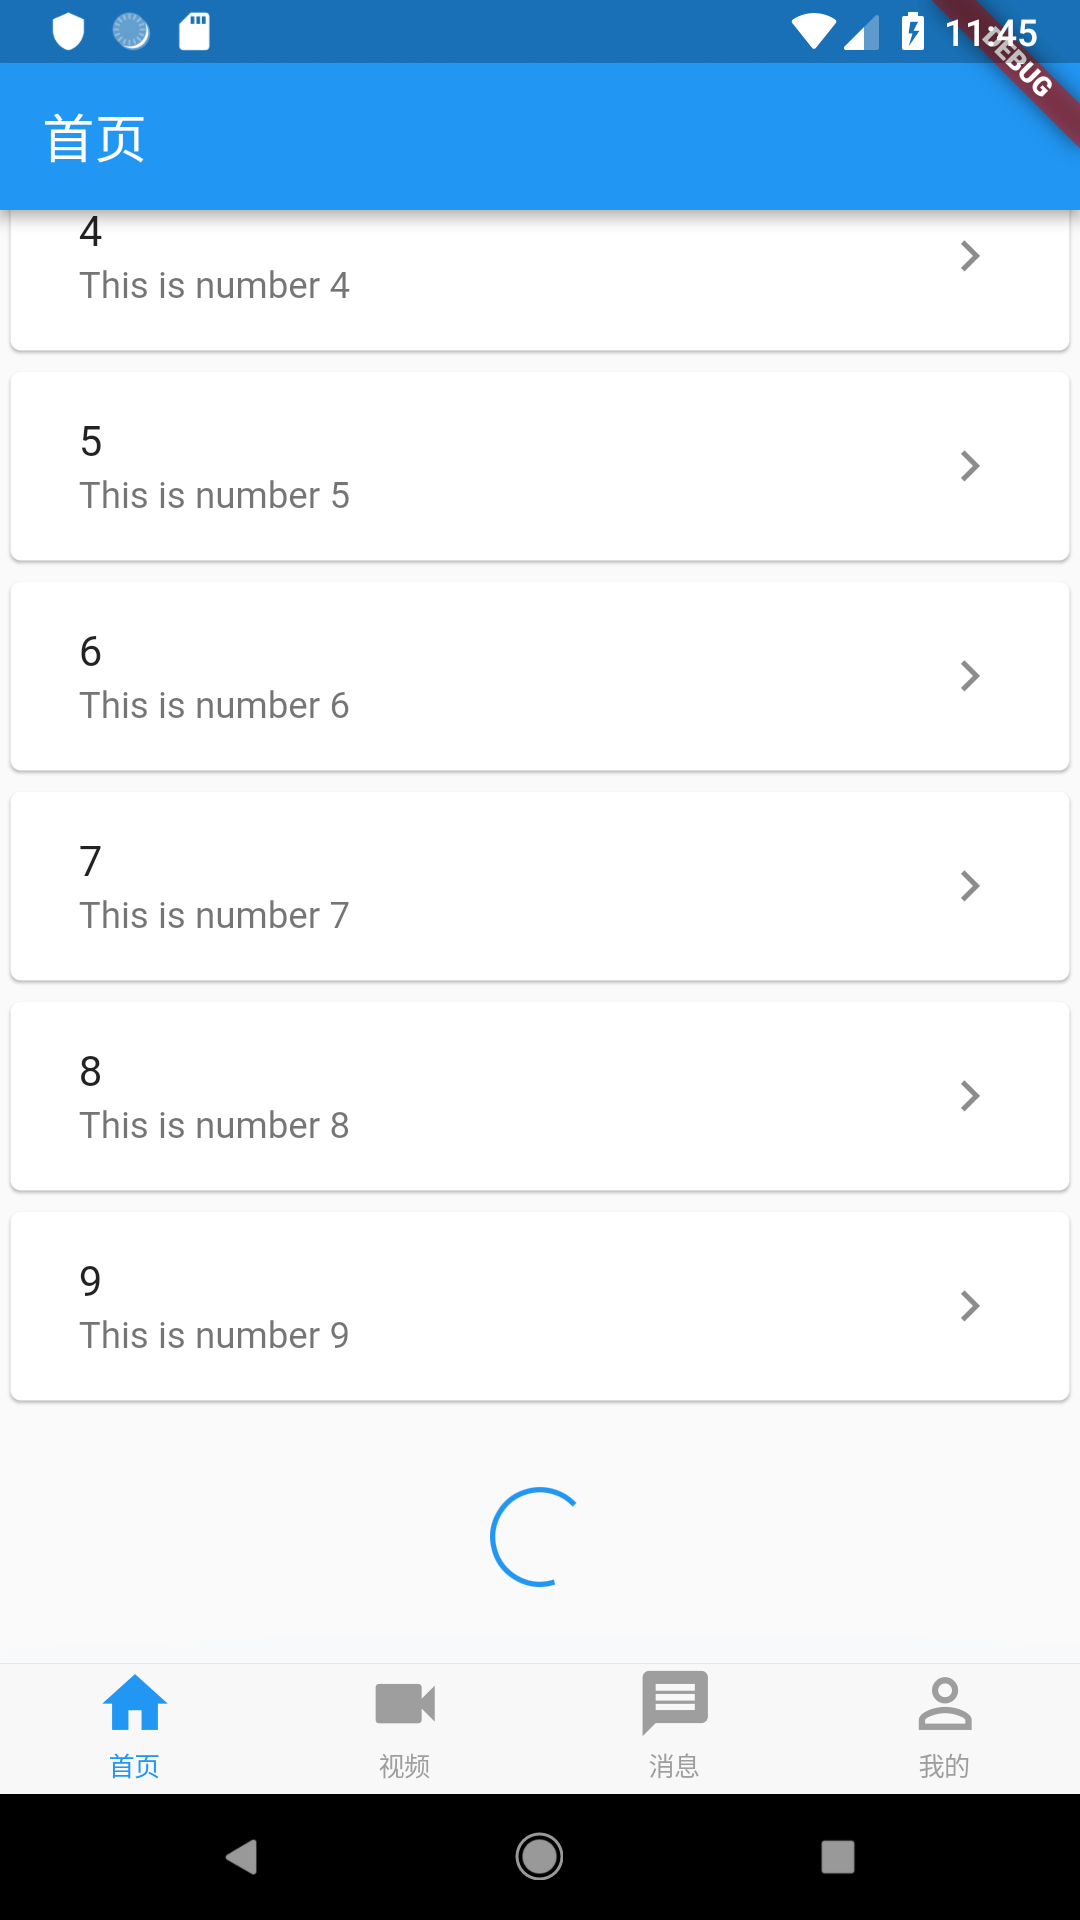 11:45
DEBUG
首页
4
This is number 4
5
This is number 5
6
This is number 6
7
This is number 7
8
This is number 8
9
This is number 9
首页
视频
消息
我的